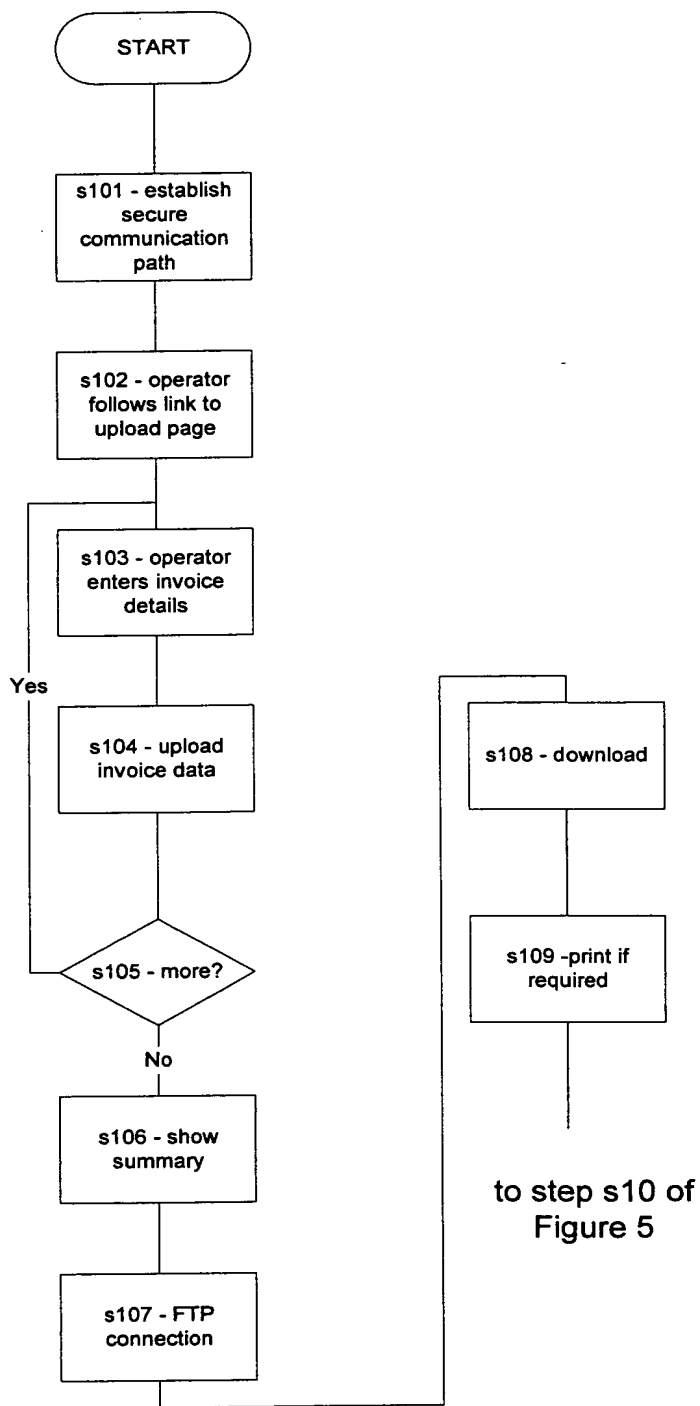 START
s101 - establish
secure
communication
path
s102 - operator
follows link to
upload page
s103 - operator
enters invoice
details
Yes
s104 - upload
invoice data
s105 - more?
No
s106 - show
summary
s107 - FTP
connection
s108 - download
s109 -print if
required
to step s10 of
Figure 5